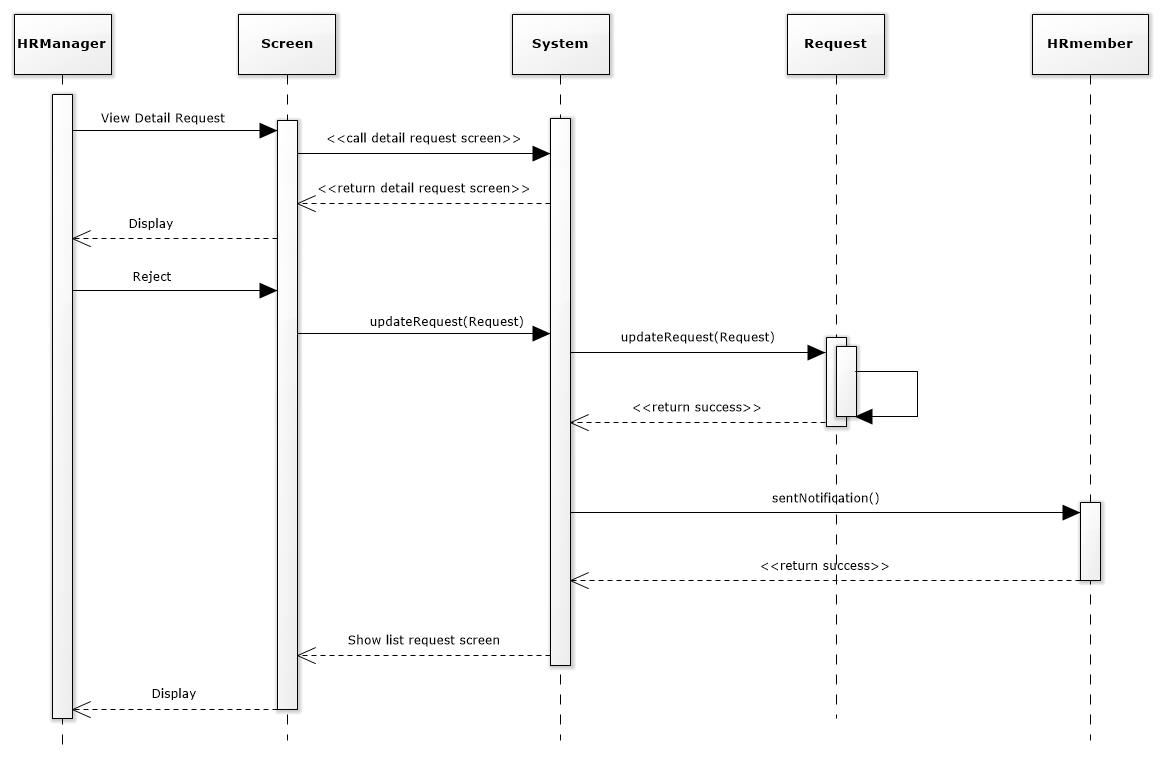 HRManager
Screen
System
Request
HRmember
View Detail Request
<<call detail request screen>>
<<return detail request screen>>
Display
Reject
updateRequest(Request)
updateRequest(Request)
<<return success>>
sentNotifiqation()
<<return success>>
Show list request screen
Display